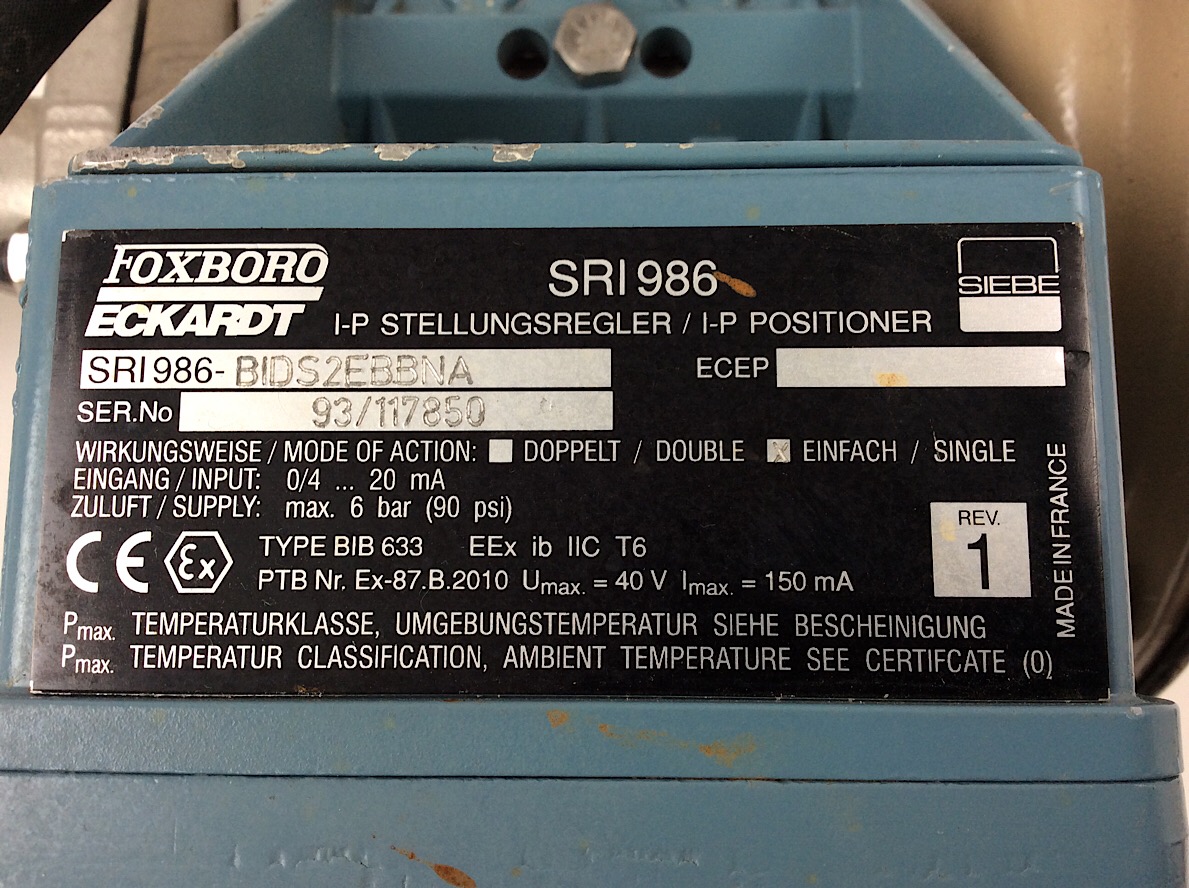 FOXBORO
ECKARDT
SRI 986
SIEBE
I-P STELLUNGSREGLER / I-P POSITIONER
SRI 986- BIDS2EBBNA
ECEP
SER.No 93/117850
WIRKUNGSWEISE / MODE OF ACTION: DOPPELT / DOUBLE EINFACH / SINGLE
EINGANG / INPUT: 0/4 ... 20 mA
ZULUFT / SUPPLY: max. 6 bar (90 psi)
CE Ex TYPE BIB 633 EEx ib IIC T6
PTB Nr. Ex-87.B.2010 Umax. = 40 V Imax. = 150 mA
REV.
1
MADE IN FRANCE
Pmax. TEMPERATURKLASSE, UMGEBUNGSTEMPERATUR SIEHE BESCHEINIGUNG
Pmax. TEMPERATUR CLASSIFICATION, AMBIENT TEMPERATURE SEE CERTIFCATE (0)